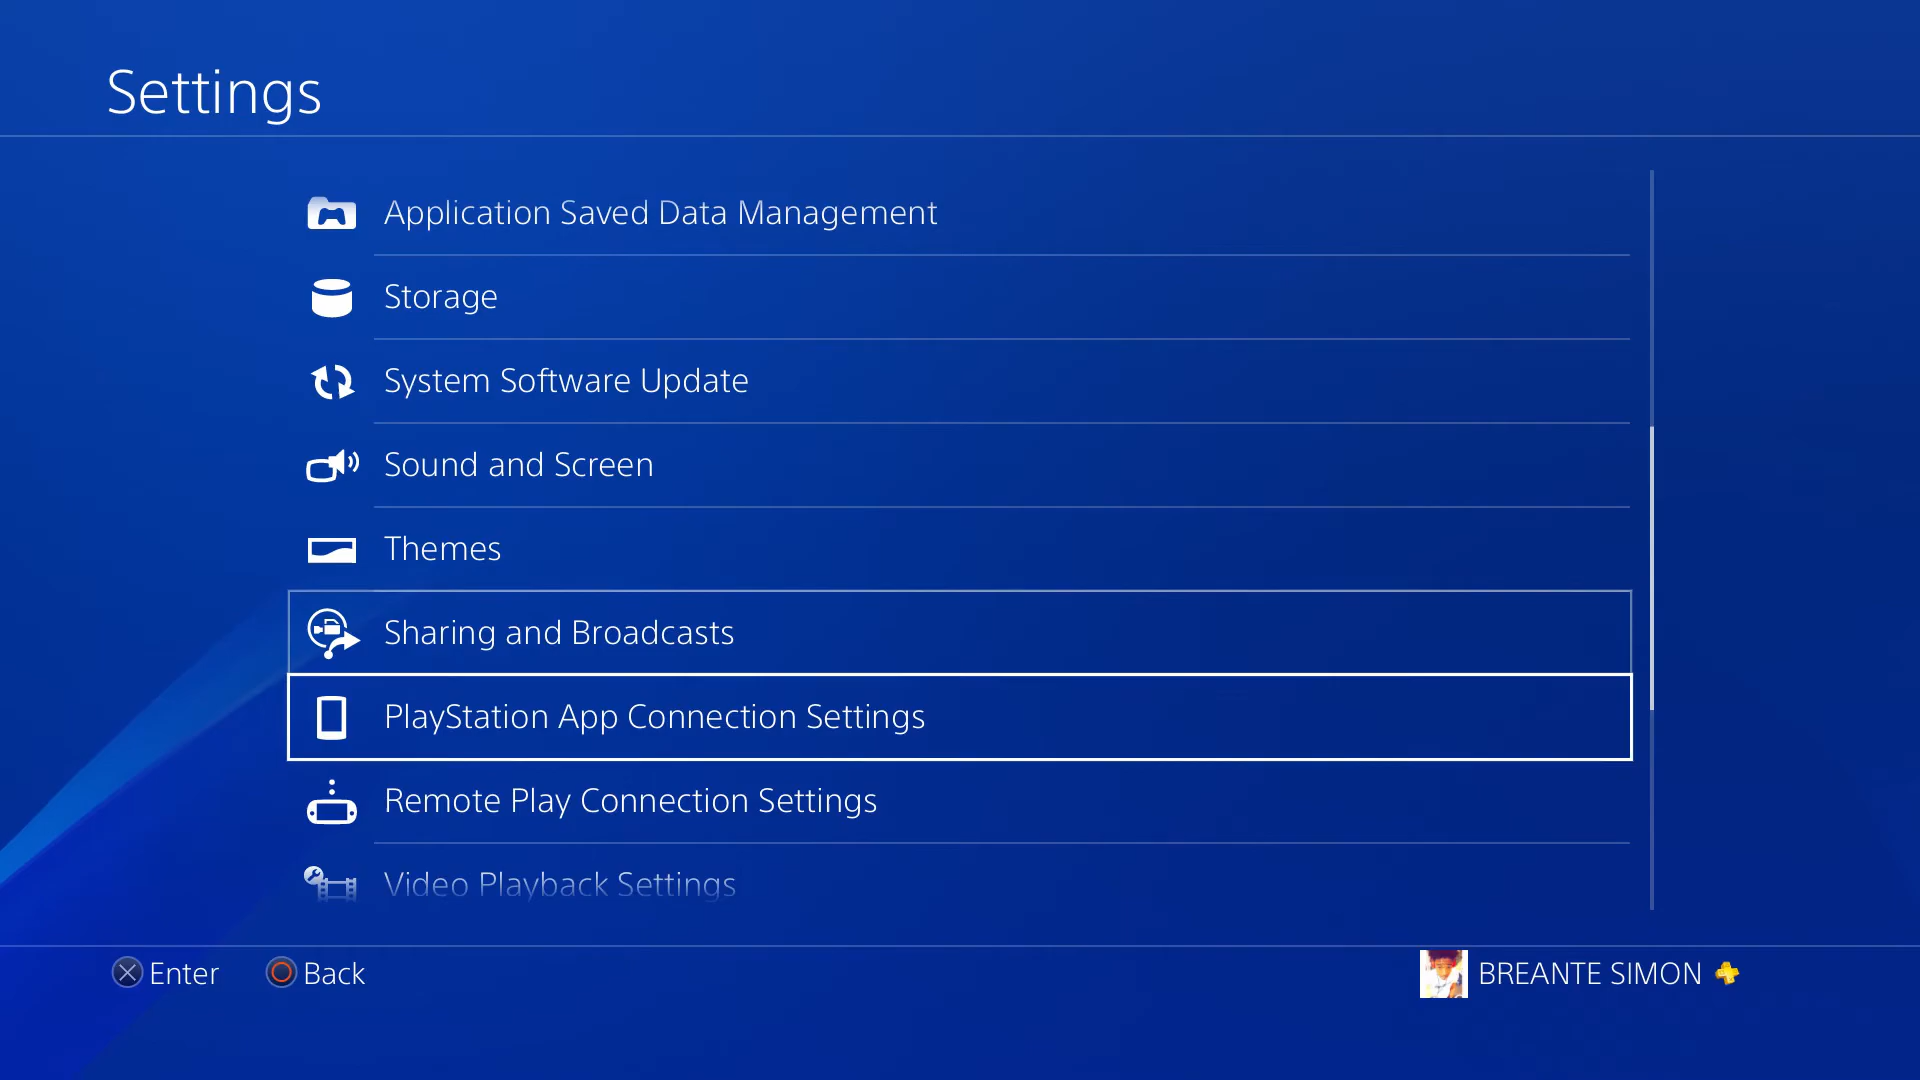 Settings
Application Saved Data Management
Storage
System Software Update
Sound and Screen
Themes
Sharing and Broadcasts
PlayStation App Connection Settings
Remote Play Connection Settings
Video Playback Settings
Enter
Back
BREANTE SIMON